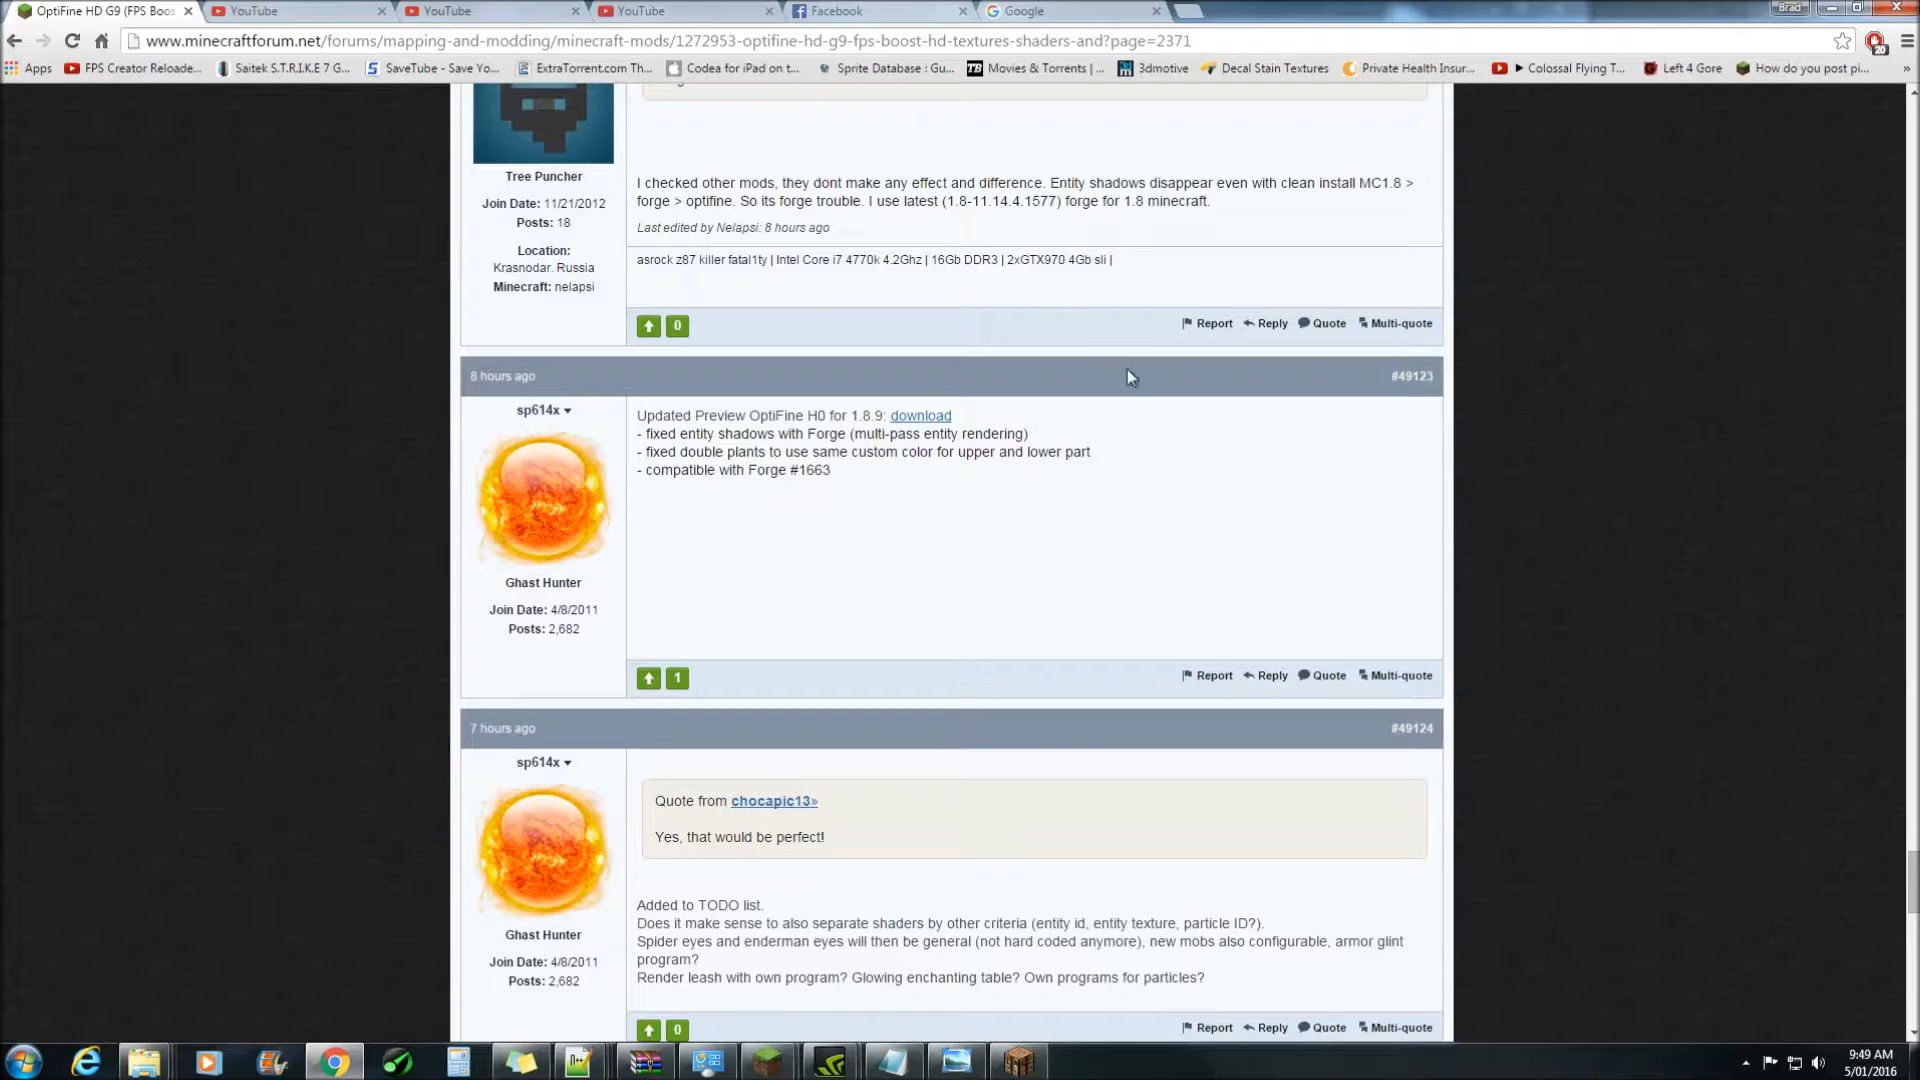 OptiFine HD G9 (FPS Boos
YouTube
YouTube
YouTube
Facebook
Google
Brad
www.minecraftforum.net/forums/mapping-and-modding/minecraft-mods/1272953-optifine-hd-g9-fps-boost-hd-textures-shaders-and?page=2371
20
Apps
FPS Creator Reloade...
Saitek S.T.R.I.K.E 7 G...
SaveTube - Save Yo...
ExtraTorrent.com Th...
Codea for iPad on t...
Sprite Database : Gu...
Movies & Torrents | ...
3dmotive
Decal Stain Textures
Private Health Insur...
► Colossal Flying T...
Left 4 Gore
How do you post pi...
»
Tree Puncher
Join Date: 11/21/2012
Posts: 18
Location:
Krasnodar. Russia
Minecraft: nelapsi
I checked other mods, they dont make any effect and difference. Entity shadows disappear even with clean install MC1.8 >
forge > optifine. So its forge trouble. I use latest (1.8-11.14.4.1577) forge for 1.8 minecraft.
Last edited by Nelapsi: 8 hours ago
asrock z87 killer fatal1ty | Intel Core i7 4770k 4.2Ghz | 16Gb DDR3 | 2xGTX970 4Gb sli |
0
Report Reply Quote Multi-quote
8 hours ago
#49123
sp614x
Ghast Hunter
Join Date: 4/8/2011
Posts: 2,682
Updated Preview OptiFine H0 for 1.8.9: download
- fixed entity shadows with Forge (multi-pass entity rendering)
- fixed double plants to use same custom color for upper and lower part
- compatible with Forge #1663
1
Report Reply Quote Multi-quote
7 hours ago
#49124
sp614x
Ghast Hunter
Join Date: 4/8/2011
Posts: 2,682
Quote from chocapic13»
Yes, that would be perfect!
Added to TODO list.
Does it make sense to also separate shaders by other criteria (entity id, entity texture, particle ID?).
Spider eyes and enderman eyes will then be general (not hard coded anymore), new mobs also configurable, armor glint
program?
Render leash with own program? Glowing enchanting table? Own programs for particles?
0
Report Reply Quote Multi-quote
9:49 AM
5/01/2016